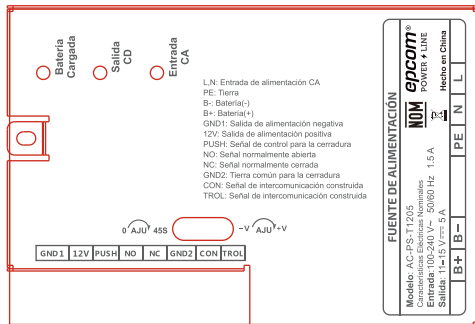 Batería
Cargada
Salida
CD
Entrada
CA
L,N: Entrada de alimentación CA
PE: Tierra
B-: Batería(-)
B+: Batería(+)
GND1: Salida de alimentación negativa
12V: Salida de alimentación positiva
PUSH: Señal de control para la cerradura
NO: Señal normalmente abierta
NC: Señal normalmente cerrada
GND2: Tierra común para la cerradura
CON: Señal de intercomunicación construida
TROL: Señal de intercomunicación construida
0 AJU 45S
-V AJU +V
GND1 12V PUSH NO NC GND2 CON TROL
FUENTE DE ALIMENTACIÓN
Modelo: AC-PS-T1205
Características Eléctricas Nominales
Entrada:100-240 V~ 50/60 Hz 1.5 A
Salida: 11-15 V⎓ 5 A
NOM
epcom®
POWER LINE
Hecho en China
B+ B- PE N L